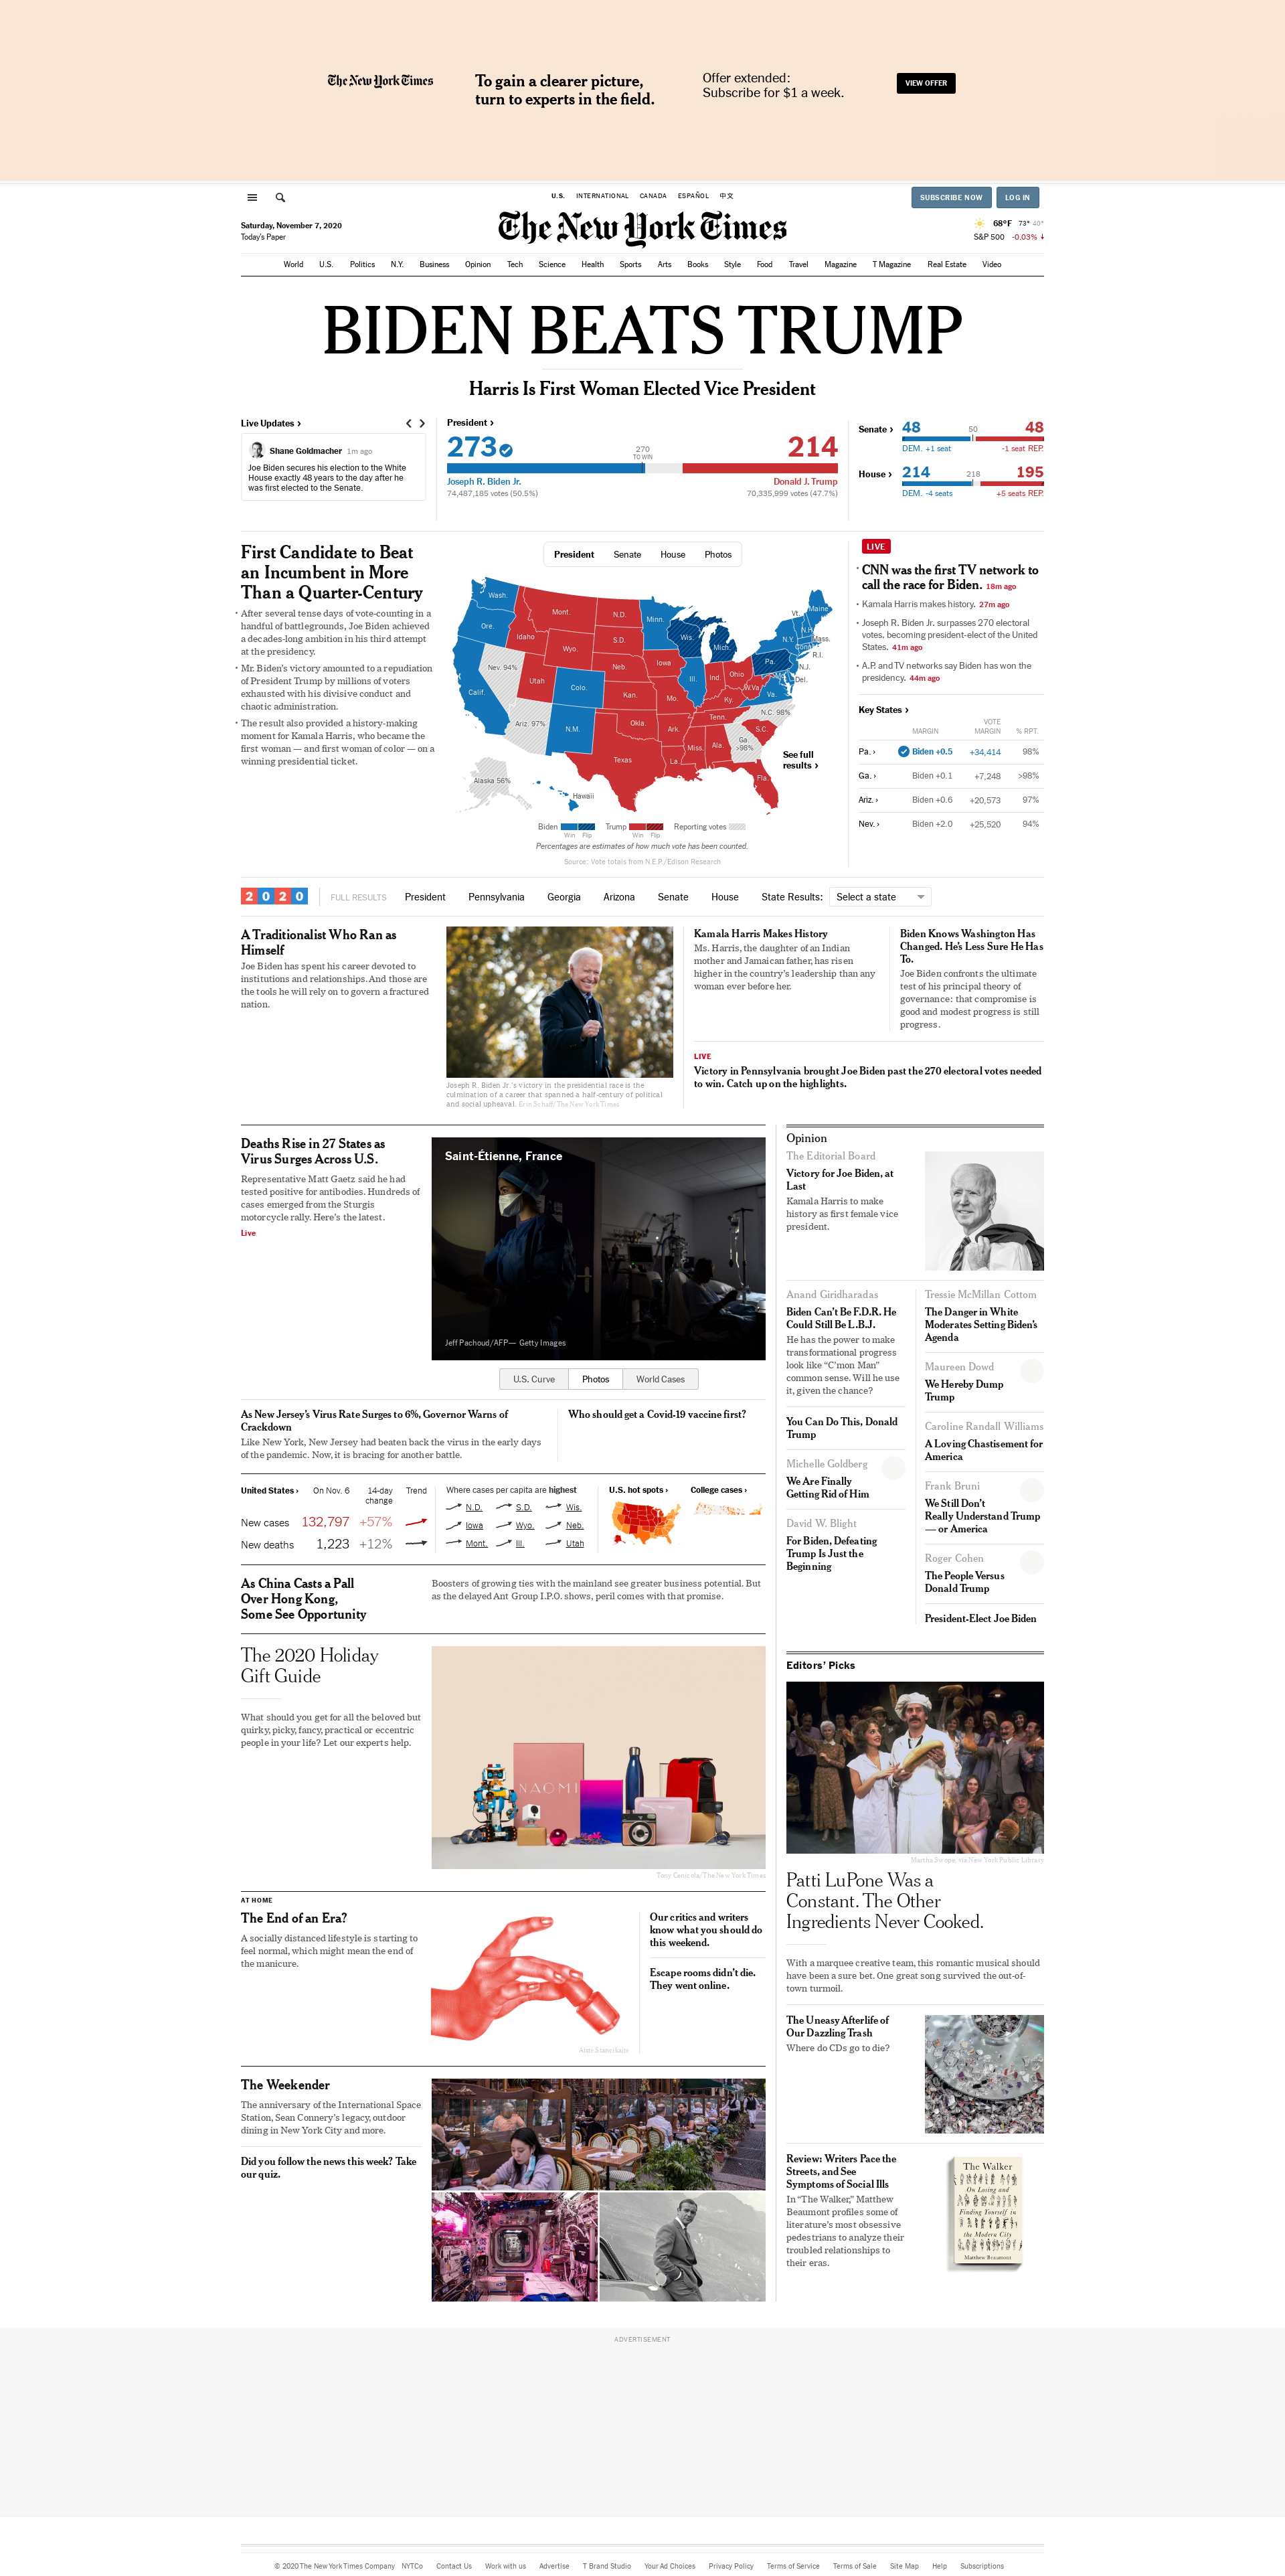 The New York Times
To gain a clearer picture,
turn to experts in the field.
Offer extended:
Subscribe for $1 a week.
VIEW OFFER
U.S.
INTERNATIONAL
CANADA
ESPAÑOL
中文
SUBSCRIBE NOW
LOG IN
Saturday, November 7, 2020
Today's Paper
The New York Times
68°F 73° 40°
S&P 500 -0.03% ↓
World U.S. Politics N.Y. Business Opinion Tech Science Health Sports Arts Books Style Food Travel Magazine T Magazine Real Estate Video
BIDEN BEATS TRUMP
Harris Is First Woman Elected Vice President
Live Updates ›
Shane Goldmacher 1m ago
Joe Biden secures his election to the White
House exactly 48 years to the day after he
was first elected to the Senate.
President ›
273
270
TO WIN
214
Joseph R. Biden Jr.
Donald J. Trump
74,487,185 votes (50.5%)
70,335,999 votes (47.7%)
Senate ›
48
50
48
DEM. +1 seat
-1 seat REP.
House ›
214
218
195
DEM. -4 seats
+5 seats REP.
First Candidate to Beat
an Incumbent in More
Than a Quarter-Century
• After several tense days of vote-counting in a
handful of battlegrounds, Joe Biden achieved
a decades-long ambition in his third attempt
at the presidency.
• Mr. Biden's victory amounted to a repudiation
of President Trump by millions of voters
exhausted with his divisive conduct and
chaotic administration.
• The result also provided a history-making
moment for Kamala Harris, who became the
first woman — and first woman of color — on a
winning presidential ticket.
President Senate House Photos
Wash.
Mont.
N.D.
Minn.
Vt.
Maine
Ore.
Idaho
S.D.
Wis.
N.H.
Mass.
Wyo.
Mich.
N.Y.
Conn.
R.I.
Nev. 94%
Neb.
Iowa
Pa.
N.J.
Utah
Colo.
Ill.
Ind.
Ohio
Md.
Del.
Calif.
Kan.
Mo.
W.Va.
Va.
Ky.
Ariz. 97%
N.M.
Okla.
Ark.
Tenn.
N.C. 98%
S.C.
Miss.
Ala.
Ga.
>98%
Texas
La.
Fla.
Alaska 56%
Hawaii
See full
results ›
Biden
Win Flip
Trump
Win Flip
Reporting votes
Percentages are estimates of how much vote has been counted.
Source: Vote totals from N.E.P./Edison Research
LIVE
• CNN was the first TV network to
call the race for Biden. 18m ago
• Kamala Harris makes history. 27m ago
• Joseph R. Biden Jr. surpasses 270 electoral
votes, becoming president-elect of the United
States. 41m ago
• A.P. and TV networks say Biden has won the
presidency. 44m ago
Key States ›
MARGIN
VOTE
MARGIN
% RPT.
Pa. › Biden +0.5 +34,414 98%
Ga. › Biden +0.1 +7,248 >98%
Ariz. › Biden +0.6 +20,573 97%
Nev. › Biden +2.0 +25,520 94%
2020
FULL RESULTS President Pennsylvania Georgia Arizona Senate House State Results: Select a state
A Traditionalist Who Ran as
Himself
Joe Biden has spent his career devoted to
institutions and relationships. And those are
the tools he will rely on to govern a fractured
nation.
Joseph R. Biden Jr.'s victory in the presidential race is the
culmination of a career that spanned a half-century of political
and social upheaval. Erin Schaff/The New York Times
Kamala Harris Makes History
Ms. Harris, the daughter of an Indian
mother and Jamaican father, has risen
higher in the country's leadership than any
woman ever before her.
Biden Knows Washington Has
Changed. He's Less Sure He Has
To.
Joe Biden confronts the ultimate
test of his principal theory of
governance: that compromise is
good and modest progress is still
progress.
LIVE
Victory in Pennsylvania brought Joe Biden past the 270 electoral votes needed
to win. Catch up on the highlights.
Deaths Rise in 27 States as
Virus Surges Across U.S.
Representative Matt Gaetz said he had
tested positive for antibodies. Hundreds of
cases emerged from the Sturgis
motorcycle rally. Here's the latest.
Live
Saint-Étienne, France
Jeff Pachoud/AFP— Getty Images
U.S. Curve Photos World Cases
As New Jersey's Virus Rate Surges to 6%, Governor Warns of
Crackdown
Like New York, New Jersey had beaten back the virus in the early days
of the pandemic. Now, it is bracing for another battle.
Who should get a Covid-19 vaccine first?
United States › On Nov. 6 14-day
change
Trend
New cases 132,797 +57%
New deaths 1,223 +12%
Where cases per capita are highest
N.D. S.D. Wis.
Iowa Wyo. Neb.
Mont. Ill. Utah
U.S. hot spots ›
College cases ›
As China Casts a Pall
Over Hong Kong,
Some See Opportunity
Boosters of growing ties with the mainland see greater business potential. But
as the delayed Ant Group I.P.O. shows, peril comes with that promise.
The 2020 Holiday
Gift Guide
What should you get for all the beloved but
quirky, picky, fancy, practical or eccentric
people in your life? Let our experts help.
NAOMI
Tony Cenicola/The New York Times
AT HOME
The End of an Era?
A socially distanced lifestyle is starting to
feel normal, which might mean the end of
the manicure.
Our critics and writers
know what you should do
this weekend.
Escape rooms didn't die.
They went online.
The Weekender
The anniversary of the International Space
Station, Sean Connery's legacy, outdoor
dining in New York City and more.
Did you follow the news this week? Take
our quiz.
Opinion
The Editorial Board
Victory for Joe Biden, at
Last
Kamala Harris to make
history as first female vice
president.
Anand Giridharadas
Biden Can't Be F.D.R. He
Could Still Be L.B.J.
He has the power to make
transformational progress
look like “C'mon Man”
common sense. Will he use
it, given the chance?
You Can Do This, Donald
Trump
Michelle Goldberg
We Are Finally
Getting Rid of Him
David W. Blight
For Biden, Defeating
Trump Is Just the
Beginning
Tressie McMillan Cottom
The Danger in White
Moderates Setting Biden's
Agenda
Maureen Dowd
We Hereby Dump
Trump
Caroline Randall Williams
A Loving Chastisement for
America
Frank Bruni
We Still Don't
Really Understand Trump
— or America
Roger Cohen
The People Versus
Donald Trump
President-Elect Joe Biden
Editors' Picks
Martha Swope, via New York Public Library
Patti LuPone Was a
Constant. The Other
Ingredients Never Cooked.
With a marquee creative team, this romantic musical should
have been a sure bet. One great song survived the out-of-
town turmoil.
The Uneasy Afterlife of
Our Dazzling Trash
Where do CDs go to die?
Review: Writers Pace the
Streets, and See
Symptoms of Social Ills
In “The Walker,” Matthew
Beaumont profiles some of
literature's most obsessive
pedestrians to analyze their
troubled relationships to
their eras.
The Walker
On Losing and
Finding Yourself in
the Modern City
Matthew Beaumont
ADVERTISEMENT
© 2020 The New York Times Company NYTCo Contact Us Work with us Advertise T Brand Studio Your Ad Choices Privacy Policy Terms of Service Terms of Sale Site Map Help Subscriptions